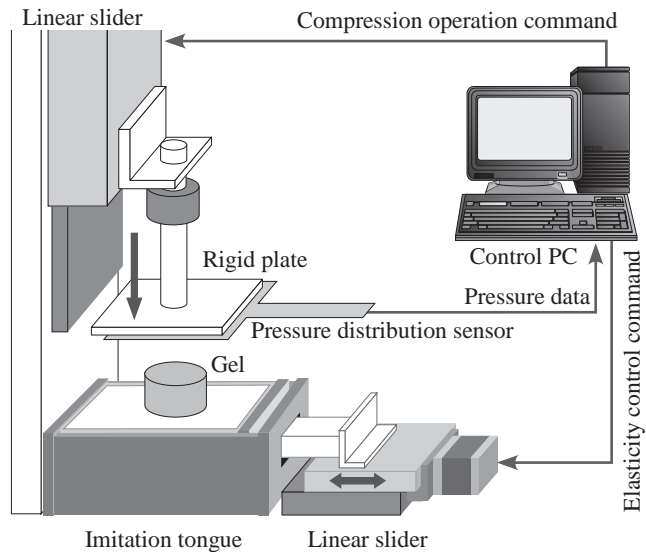 Linear slider
Compression operation command
Rigid plate
Control PC
Pressure data
Pressure distribution sensor
Gel
Elasticity control command
Imitation tongue
Linear slider